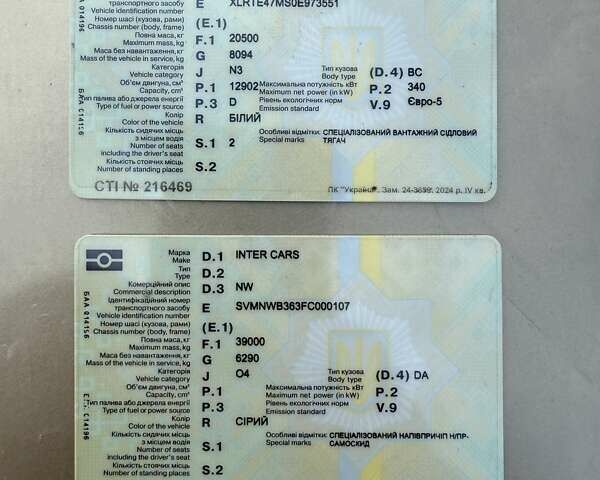 транспортного засобу E XLRTE47MS0E973551
Vehicle identification number
Номер шасі (кузова, рами) (E.1)
Chassis number (body, frame)
Повна маса,кг F.1 20500
Maximum mass, kg
Маса без навантаження,кг G 8094
Mass of the vehicle in service, kg
Категорія J N3 Тип кузова (D.4) BC
Vehicle category Body type
Об'єм двигуна, см³ P.1 12902 Максимальна потужність кВт P.2 340
Capacity, cm³ Maximum net power (in kW)
Тип палива або джерела енергії P.3 D Рівень екологічних норм V.9 Євро-5
Type of fuel or power source Emission standard
Колір R БІЛИЙ
Color of the vehicle
Кількість сидячих місць Особливі відмітки: СПЕЦІАЛІЗОВАНИЙ ВАНТАЖНИЙ СІДЛОВИЙ
з місцем водія S.1 2 Special marks ТЯГАЧ
Number of seats
including the driver's seat
Кількість стоячих місць S.2
Number of standing places
СТІ № 216469 ПК "Україна". Зам. 24-3659. 2024 р. IV кв.
Марка D.1 INTER CARS
Make
Тип D.2
Type
Комерційний опис D.3 NW
Commercial description
Ідентифікаційний номер
транспортного засобу E SVMNWB363FC000107
Vehicle identification number
Номер шасі (кузова, рами) (E.1)
Chassis number (body, frame)
Повна маса,кг F.1 39000
Maximum mass, kg
Маса без навантаження,кг G 6290
Mass of the vehicle in service, kg
Категорія J O4 Тип кузова (D.4) DA
Vehicle category Body type
Об'єм двигуна, см³ P.1 Максимальна потужність кВт P.2
Capacity, cm³ Maximum net power (in kW)
Тип палива або джерела енергії P.3 Рівень екологічних норм V.9
Type of fuel or power source Emission standard
Колір R СІРИЙ
Color of the vehicle
Кількість сидячих місць Особливі відмітки: СПЕЦІАЛІЗОВАНИЙ НАПІВПРИЧІП Н/ПР-
з місцем водія S.1 Special marks САМОСКИД
Number of seats
including the driver's seat
Кількість стоячих місць S.2
Number of standing places